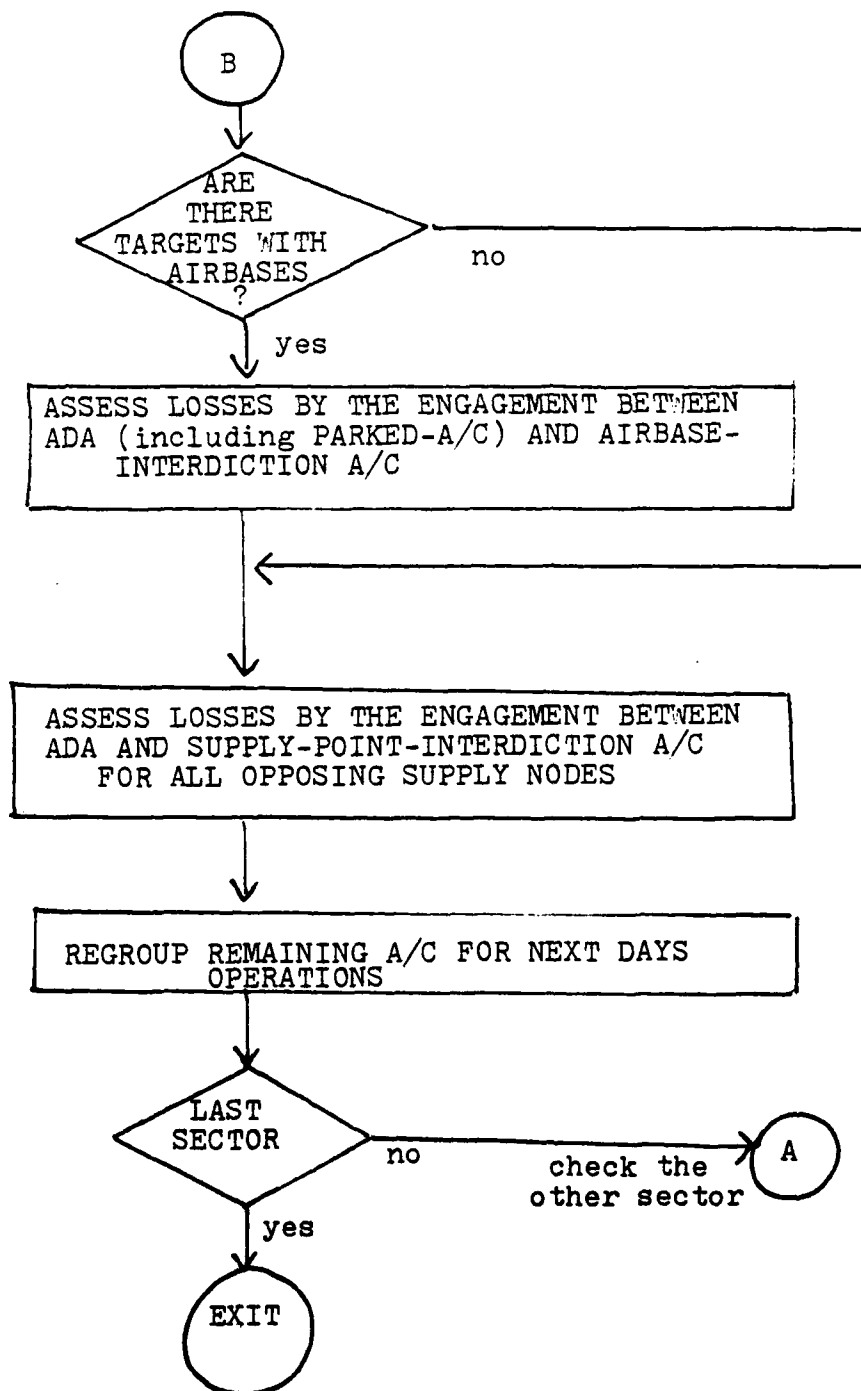 B
ARE
THERE
TARGETS WITH
AIRBASES
?
no
yes
ASSESS LOSSES BY THE ENGAGEMENT BETWEEN
ADA (including PARKED-A/C) AND AIRBASE-
INTERDICTION A/C
ASSESS LOSSES BY THE ENGAGEMENT BETWEEN
ADA AND SUPPLY-POINT-INTERDICTION A/C
FOR ALL OPPOSING SUPPLY NODES
REGROUP REMAINING A/C FOR NEXT DAYS
OPERATIONS
LAST
SECTOR
no
check the
other sector
A
yes
EXIT